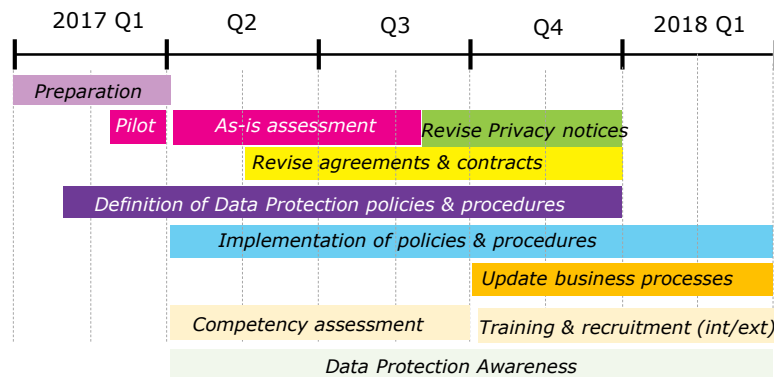 2017 Q1 Q2 Q3 Q4 2018 Q1
Preparation
Pilot As-is assessment Revise Privacy notices
Revise agreements & contracts
Definition of Data Protection policies & procedures
Implementation of policies & procedures
Update business processes
Competency assessment Training & recruitment (int/ext)
Data Protection Awareness